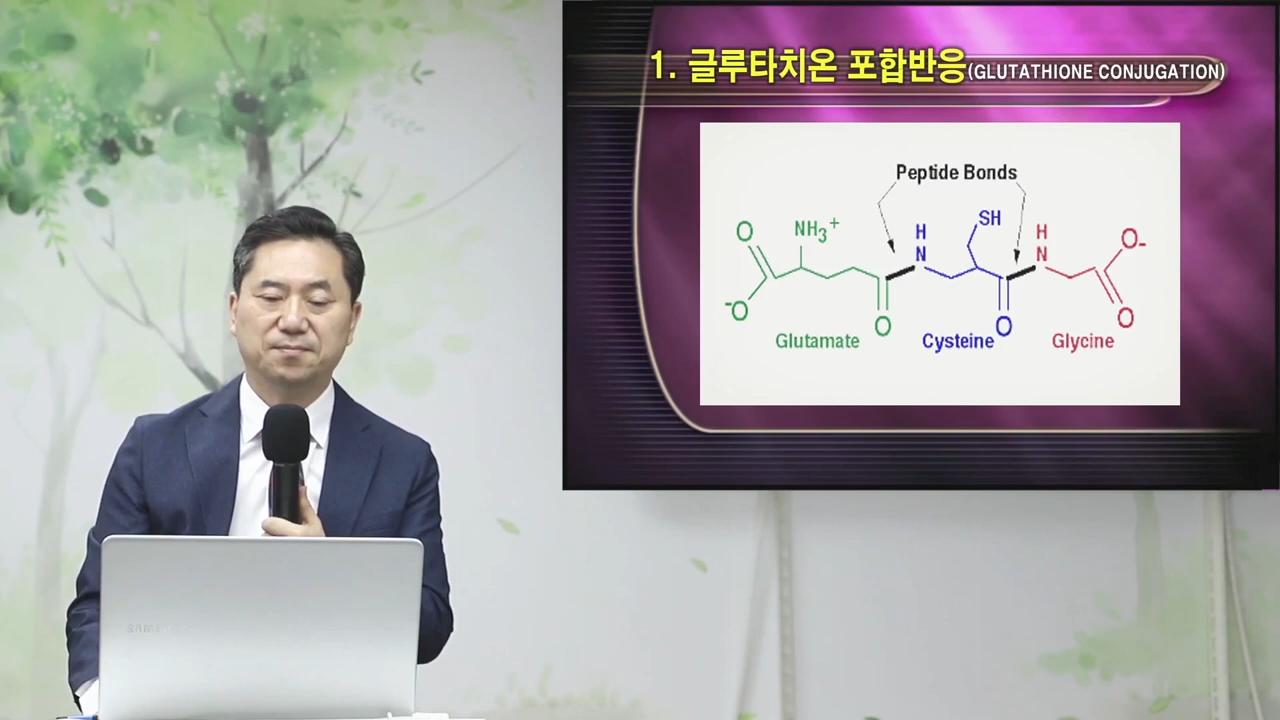 1. 글루타치온 포합반응(GLUTATHIONE CONJUGATION)
Peptide Bonds
SH
O NH3+ H N H N O-
-O O O O
Glutamate Cysteine Glycine
SAMSUNG